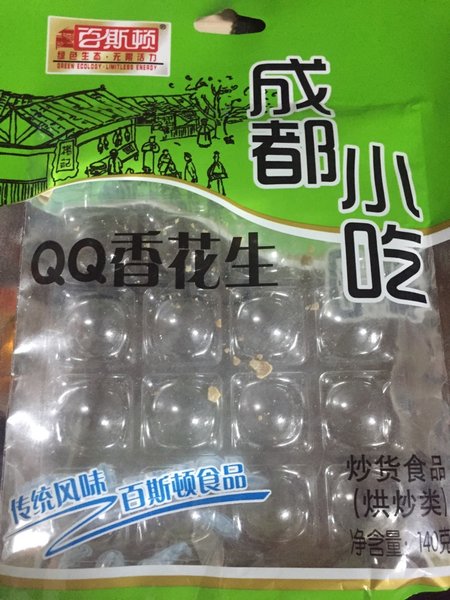 百斯顿®
绿色生态·无限活力
GREEN ECOLOGY·LIMITLESS ENERGY
成都
小吃
QQ香花生
传统风味
百斯顿食品
炒货食品
(烘炒类)
净含量: 140克